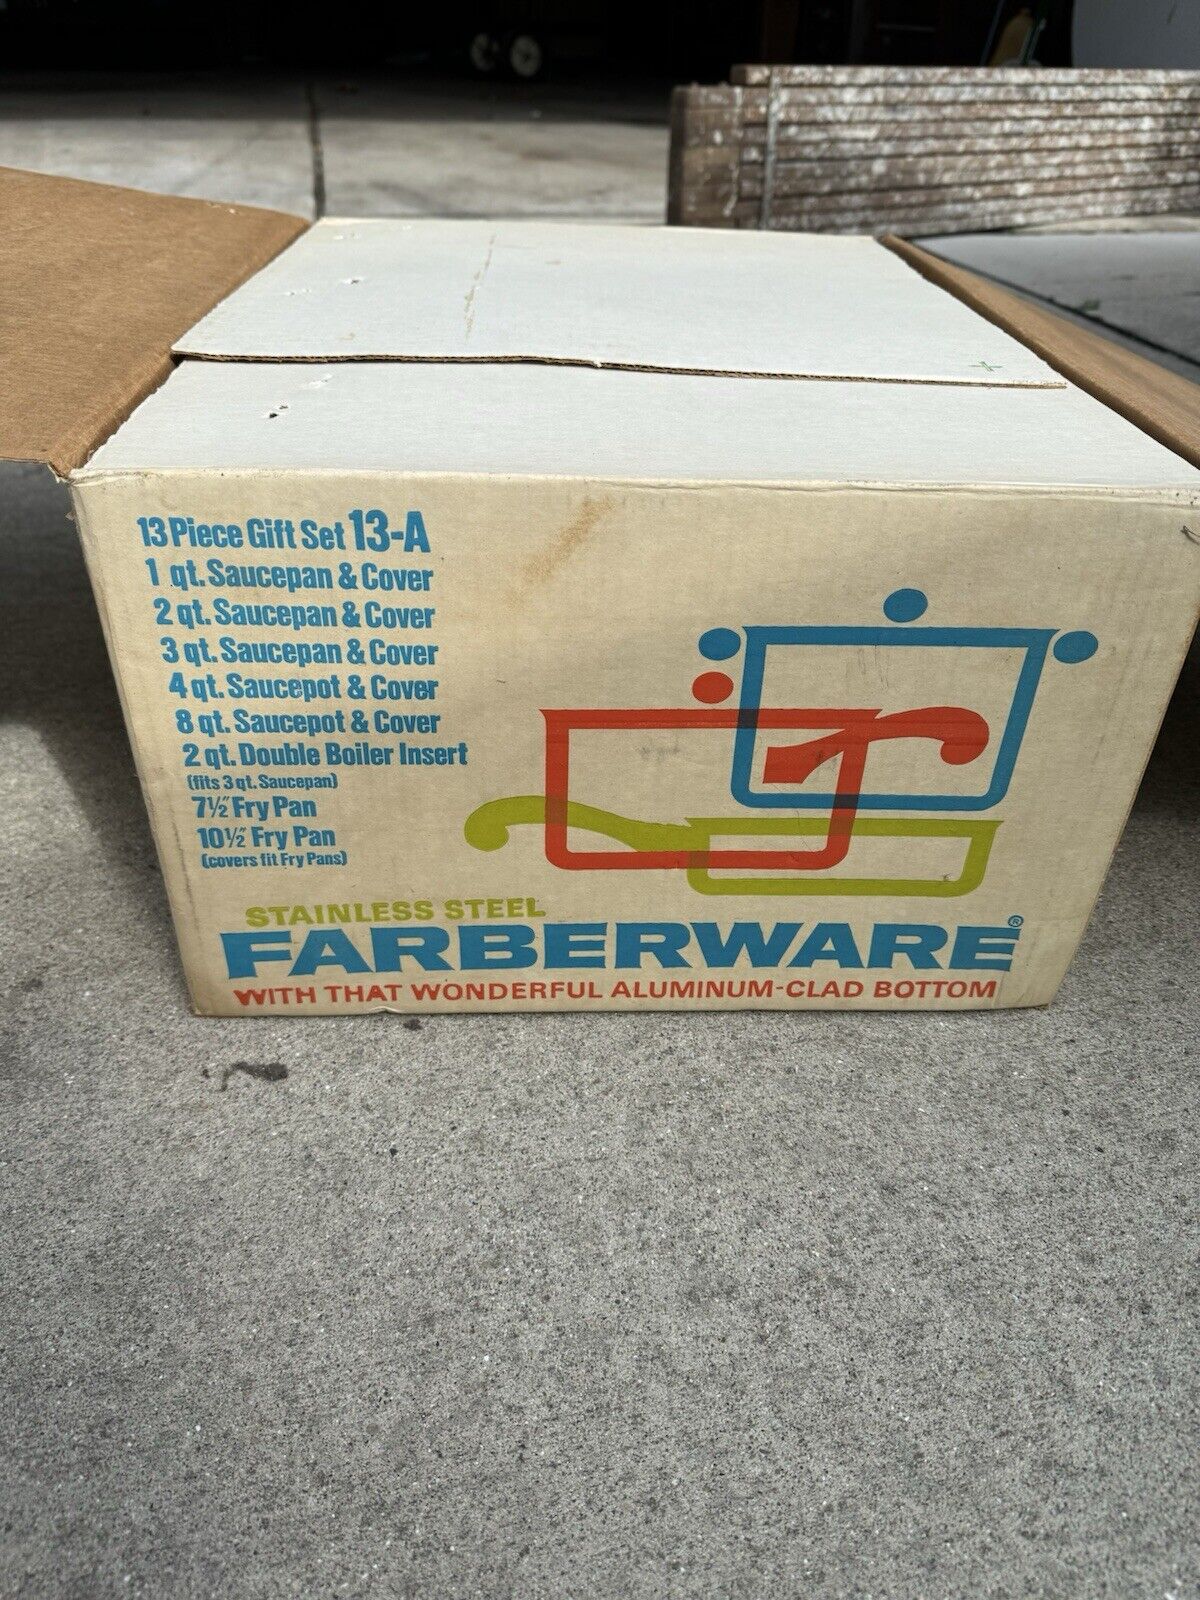 13 Piece Gift Set 13-A
1 qt. Saucepan & Cover
2 qt. Saucepan & Cover
3 qt. Saucepan & Cover
4 qt. Saucepot & Cover
8 qt. Saucepot & Cover
2 qt. Double Boiler Insert
(fits 3 qt. Saucepan)
7½" Fry Pan
10½" Fry Pan
(covers fit Fry Pans)
STAINLESS STEEL
FARBERWARE®
WITH THAT WONDERFUL ALUMINUM-CLAD BOTTOM